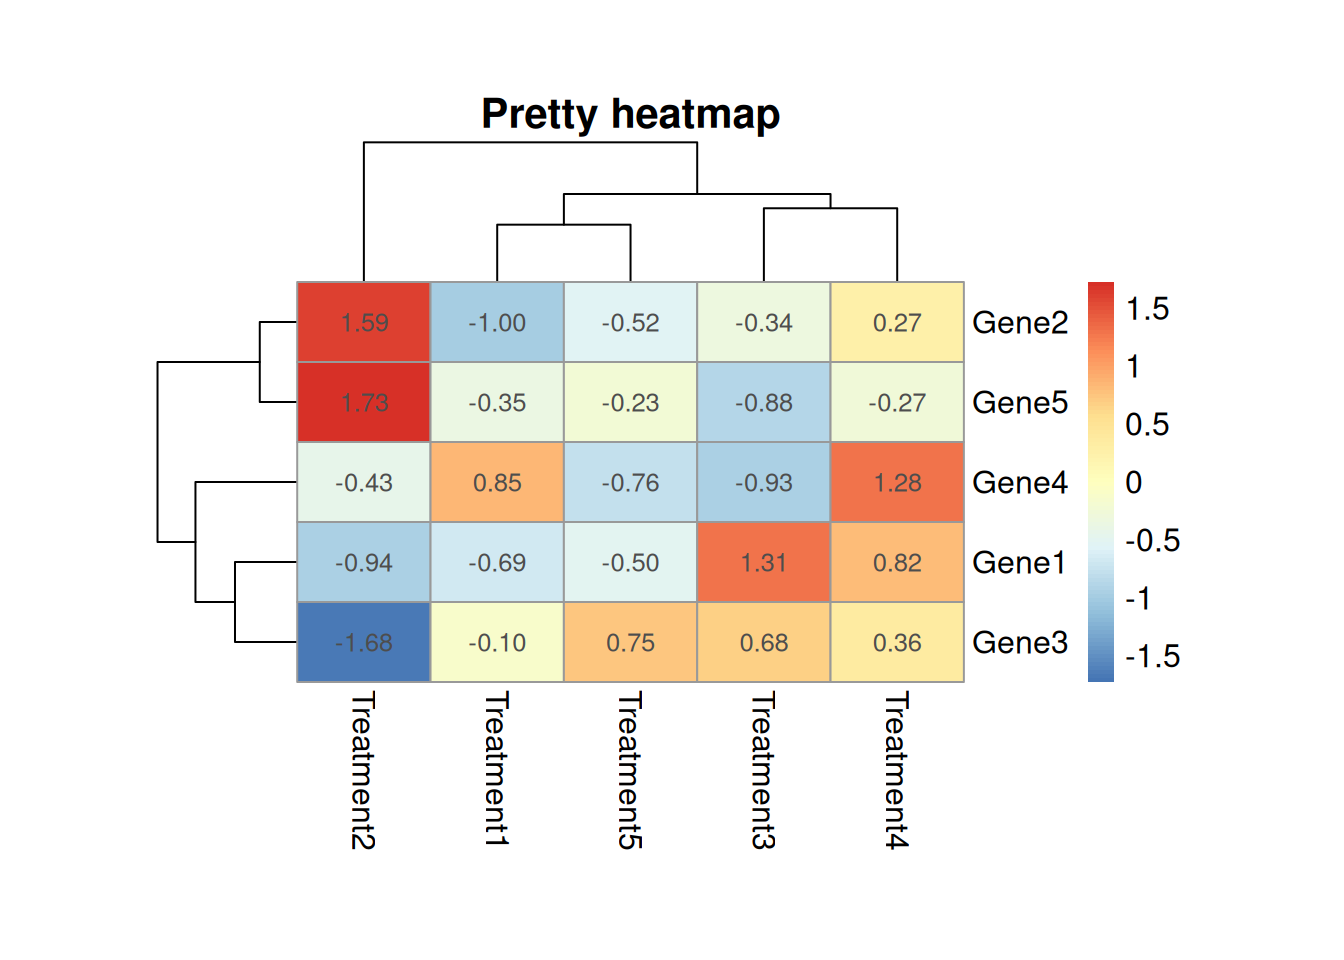 Pretty heatmap
1.59 -1.00 -0.52 -0.34 0.27 Gene2
1.73 -0.35 -0.23 -0.88 -0.27 Gene5
-0.43 0.85 -0.76 -0.93 1.28 Gene4
-0.94 -0.69 -0.50 1.31 0.82 Gene1
-1.68 -0.10 0.75 0.68 0.36 Gene3
Treatment2
Treatment1
Treatment5
Treatment3
Treatment4
1.5
1
0.5
0
-0.5
-1
-1.5